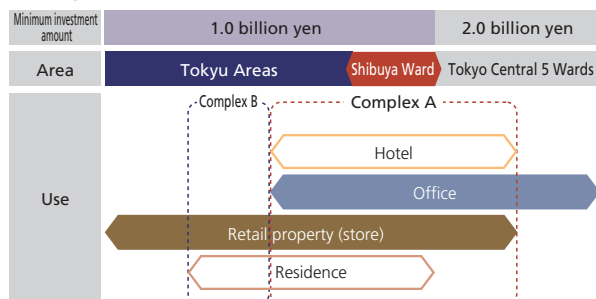 Minimum investment
amount
1.0 billion yen
2.0 billion yen
Area
Tokyu Areas
Shibuya Ward
Tokyo Central 5 Wards
Use
Complex B
Complex A
Hotel
Office
Retail property (store)
Residence